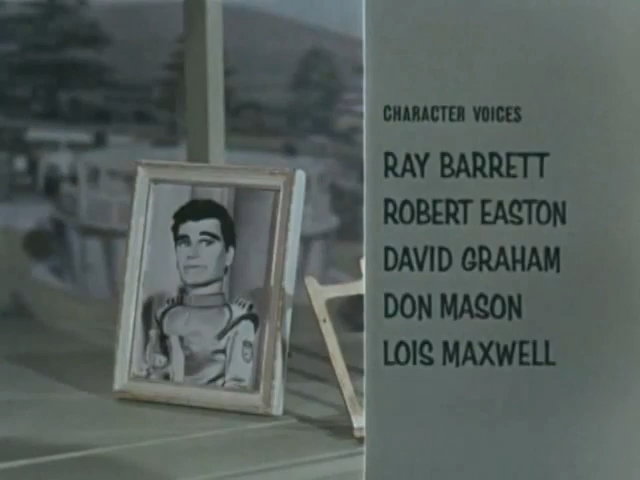 CHARACTER VOICES
RAY BARRETT
ROBERT EASTON
DAVID GRAHAM
DON MASON
LOIS MAXWELL